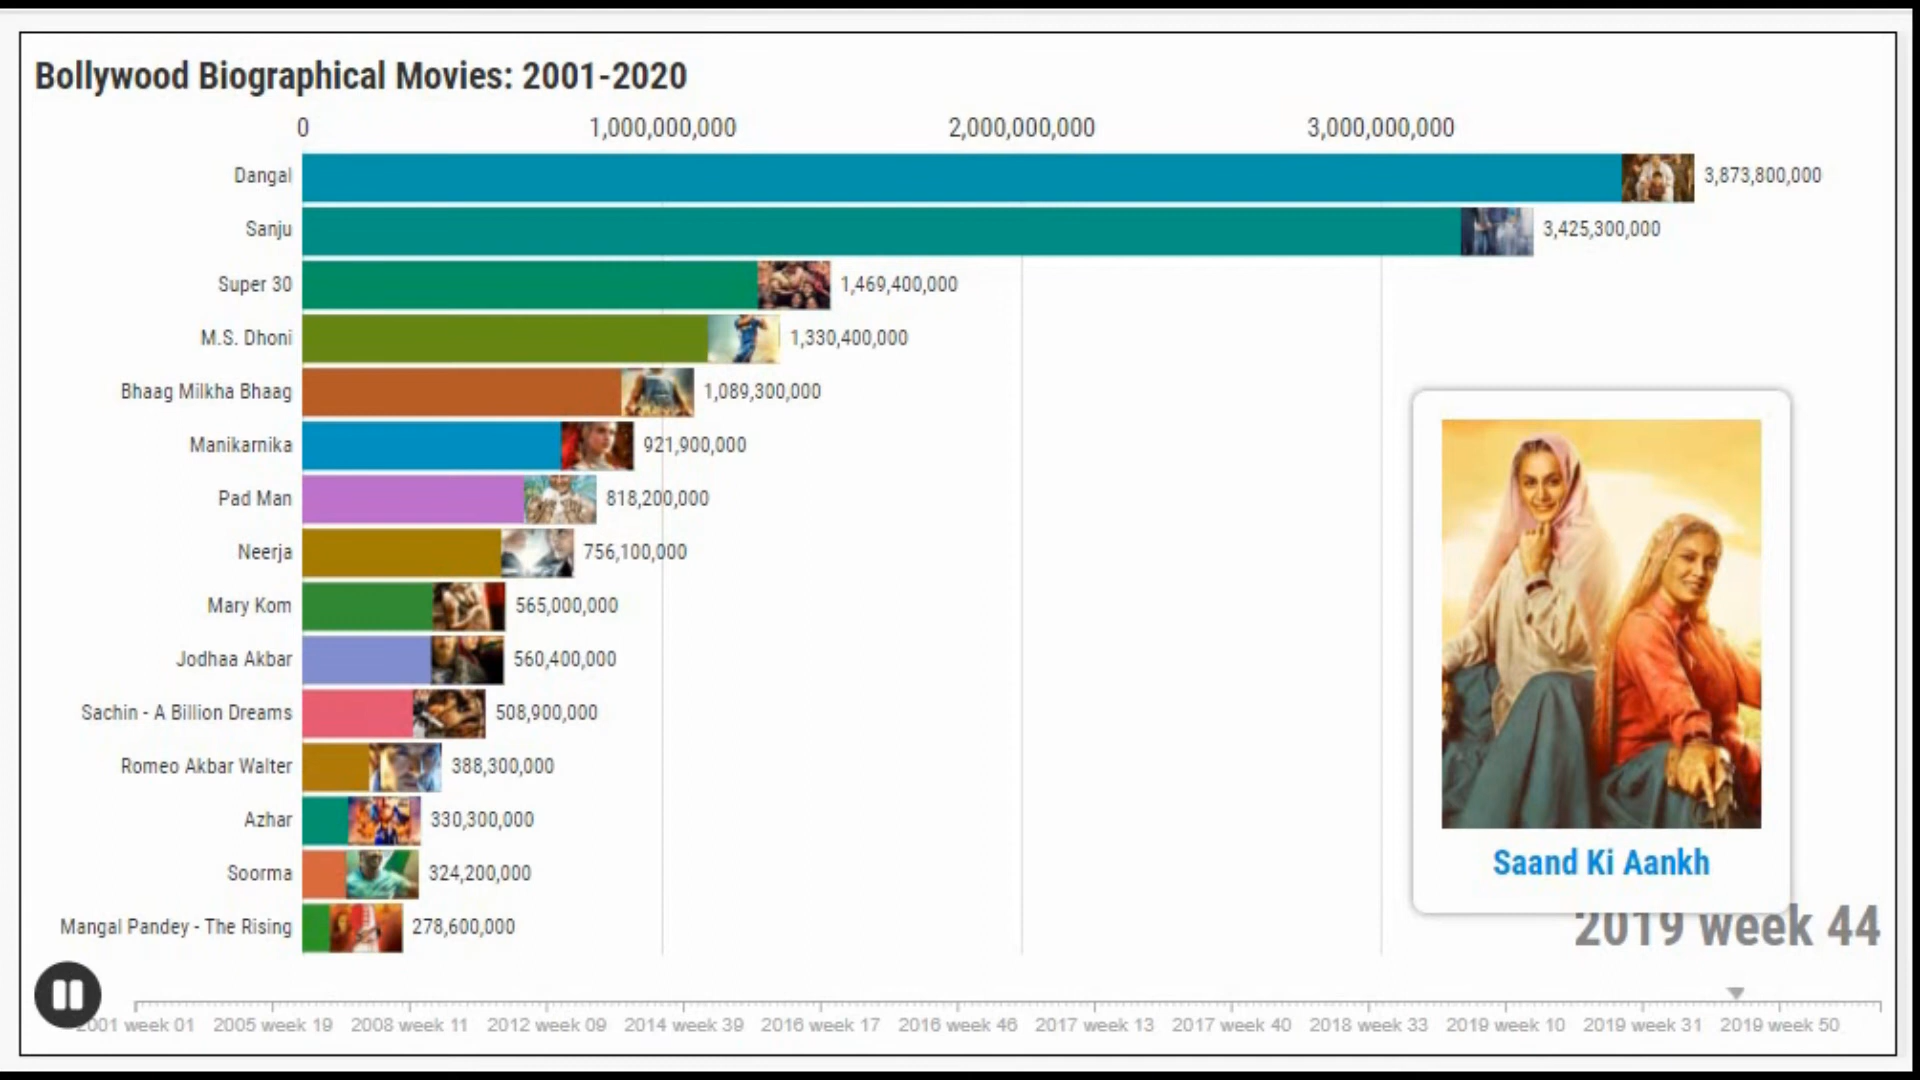 Bollywood Biographical Movies: 2001-2020
0 1,000,000,000 2,000,000,000 3,000,000,000
Dangal 3,873,800,000
Sanju 3,425,300,000
Super 30 1,469,400,000
M.S. Dhoni 1,330,400,000
Bhaag Milkha Bhaag 1,089,300,000
Manikarnika 921,900,000
Pad Man 818,200,000
Neerja 756,100,000
Mary Kom 565,000,000
Jodhaa Akbar 560,400,000
Sachin - A Billion Dreams 508,900,000
Romeo Akbar Walter 388,300,000
Azhar 330,300,000
Soorma 324,200,000
Mangal Pandey - The Rising 278,600,000
Saand Ki Aankh
2019 week 44
2001 week 01 2005 week 19 2008 week 11 2012 week 09 2014 week 39 2016 week 17 2016 week 46 2017 week 13 2017 week 40 2018 week 33 2019 week 10 2019 week 31 2019 week 50